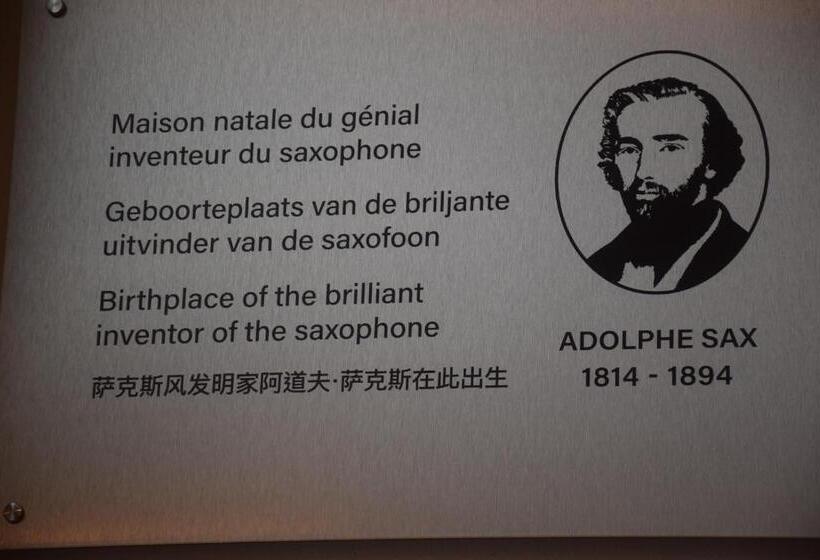 Maison natale du génial
inventeur du saxophone
Geboorteplaats van de briljante
uitvinder van de saxofoon
Birthplace of the brilliant
inventor of the saxophone
萨克斯风发明家阿道夫·萨克斯在此出生
ADOLPHE SAX
1814 - 1894